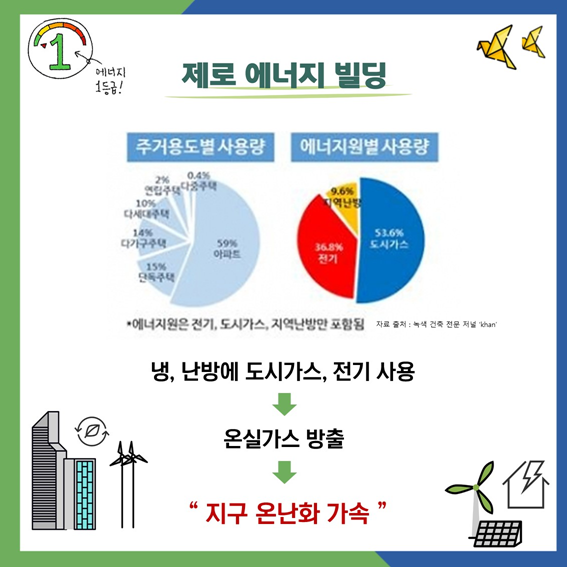 1
에너지
1등급!
제로 에너지 빌딩
주거용도별 사용량
에너지원별 사용량
0.4%
다중주택
2%
연립주택
10%
다세대주택
14%
다가구주택
15%
단독주택
59%
아파트
9.6%
지역난방
36.8%
전기
53.6%
도시가스
*에너지원은 전기, 도시가스, 지역난방만 포함됨
자료 출처 : 녹색 건축 전문 저널 'khan'
냉, 난방에 도시가스, 전기 사용
온실가스 방출
“ 지구 온난화 가속 ”